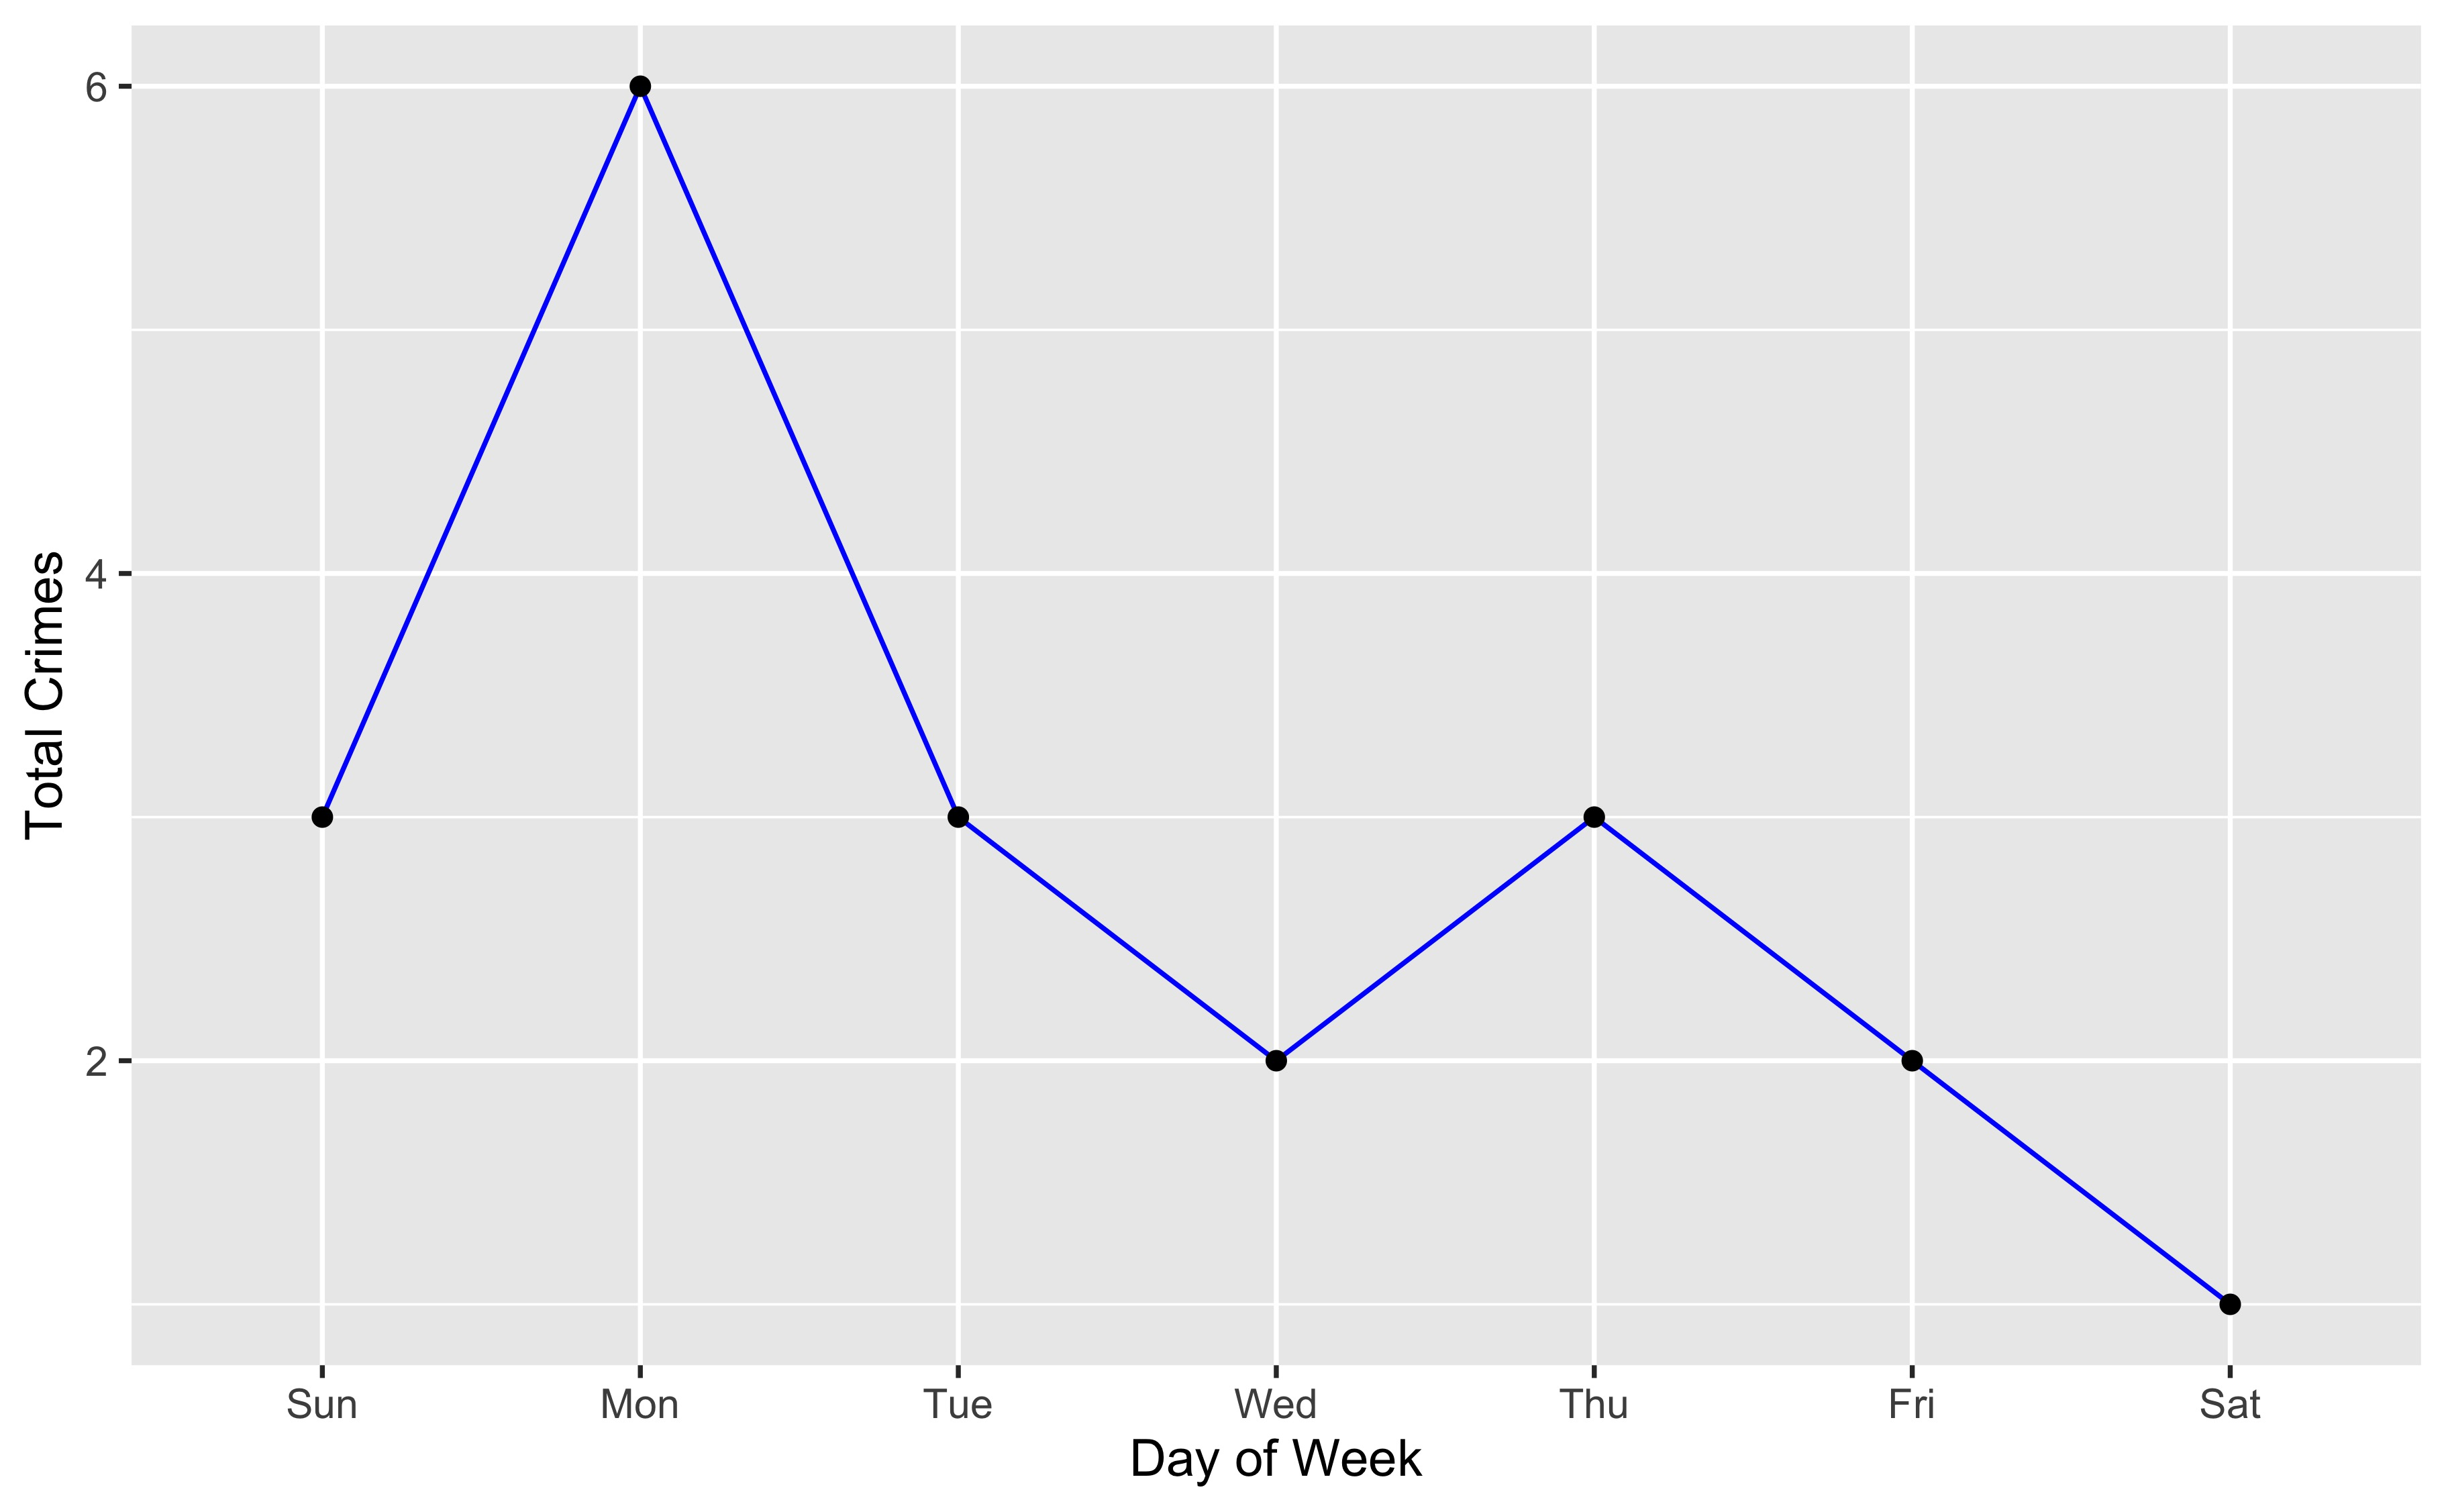 6
4
2
Total Crimes
Sun Mon Tue Wed Thu Fri Sat
Day of Week